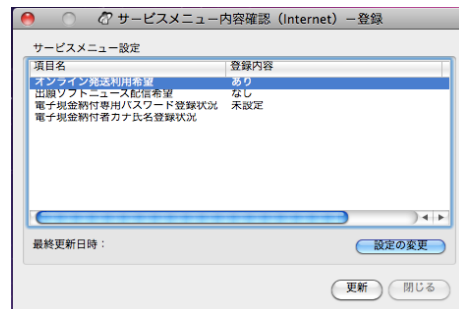 サービスメニュー内容確認（Internet）－登録
サービスメニュー設定
項目名 登録内容
オンライン発送利用希望 あり
出願ソフトニュース配信希望 なし
電子現金納付専用パスワード登録状況 未設定
電子現金納付者カナ氏名登録状況
最終更新日時：
設定の変更
更新 閉じる